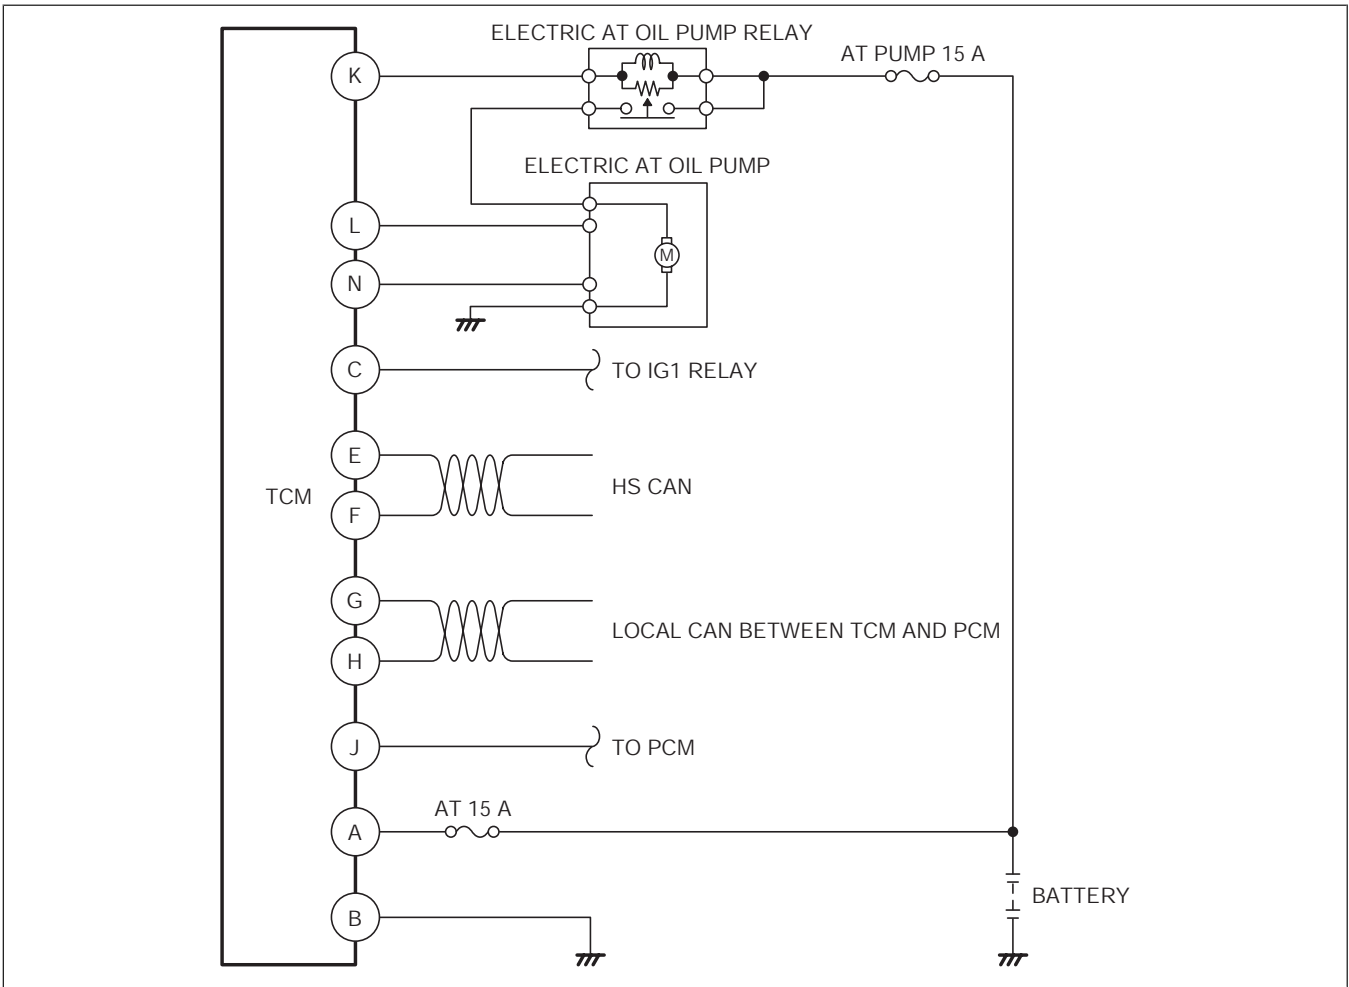 ELECTRIC AT OIL PUMP RELAY
AT PUMP 15 A
K
ELECTRIC AT OIL PUMP
L
M
N
C
TO IG1 RELAY
E
TCM
HS CAN
F
G
LOCAL CAN BETWEEN TCM AND PCM
H
J
TO PCM
AT 15 A
A
BATTERY
B